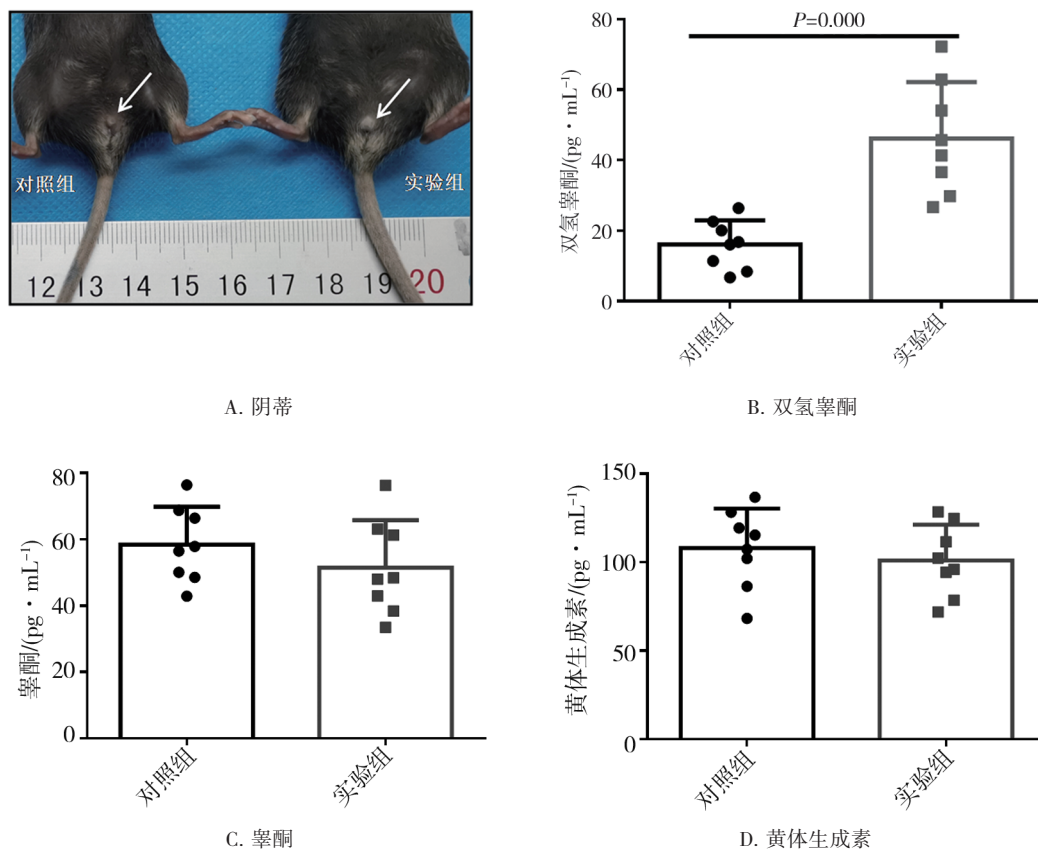 对照组
实验组
12 13 14 15 16 17 18 19 20
A. 阴蒂
P=0.000
双氢睾酮/(pg·mL⁻¹)
80
60
40
20
0
对照组
实验组
B. 双氢睾酮
睾酮/(pg·mL⁻¹)
80
60
40
20
0
对照组
实验组
C. 睾酮
黄体生成素/(pg·mL⁻¹)
150
100
50
0
对照组
实验组
D. 黄体生成素